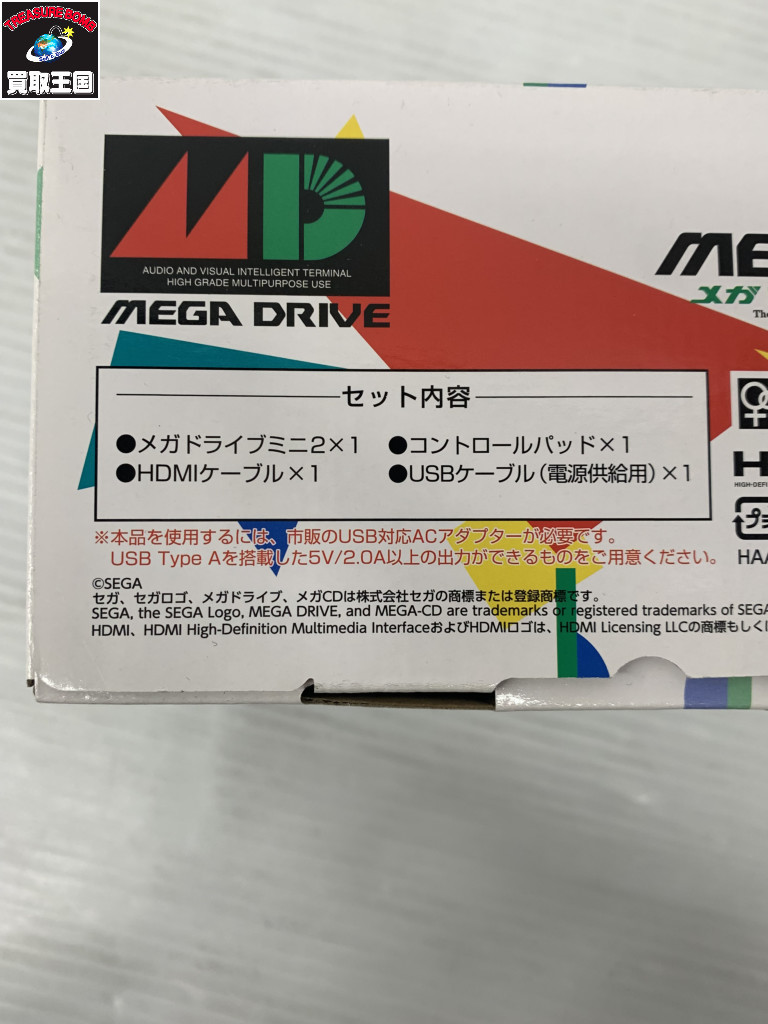 TREASURE BOMB
買取王国
AUDIO AND VISUAL INTELLIGENT TERMINAL
HIGH GRADE MULTIPURPOSE USE
MEGA DRIVE
メガ
セット内容
●メガドライブミニ2×1 ●コントロールパッド×1
●HDMIケーブル×1 ●USBケーブル（電源供給用）×1
※本品を使用するには、市販のUSB対応ACアダプターが必要です。
USB Type Aを搭載した5V/2.0A以上の出力ができるものをご用意ください。
©SEGA
セガ、セガロゴ、メガドライブ、メガCDは株式会社セガの商標または登録商標です。
SEGA, the SEGA Logo, MEGA DRIVE, and MEGA-CD are trademarks or registered trademarks of SEGA
HDMI、HDMI High-Definition Multimedia InterfaceおよびHDMIロゴは、HDMI Licensing LLCの商標もしく